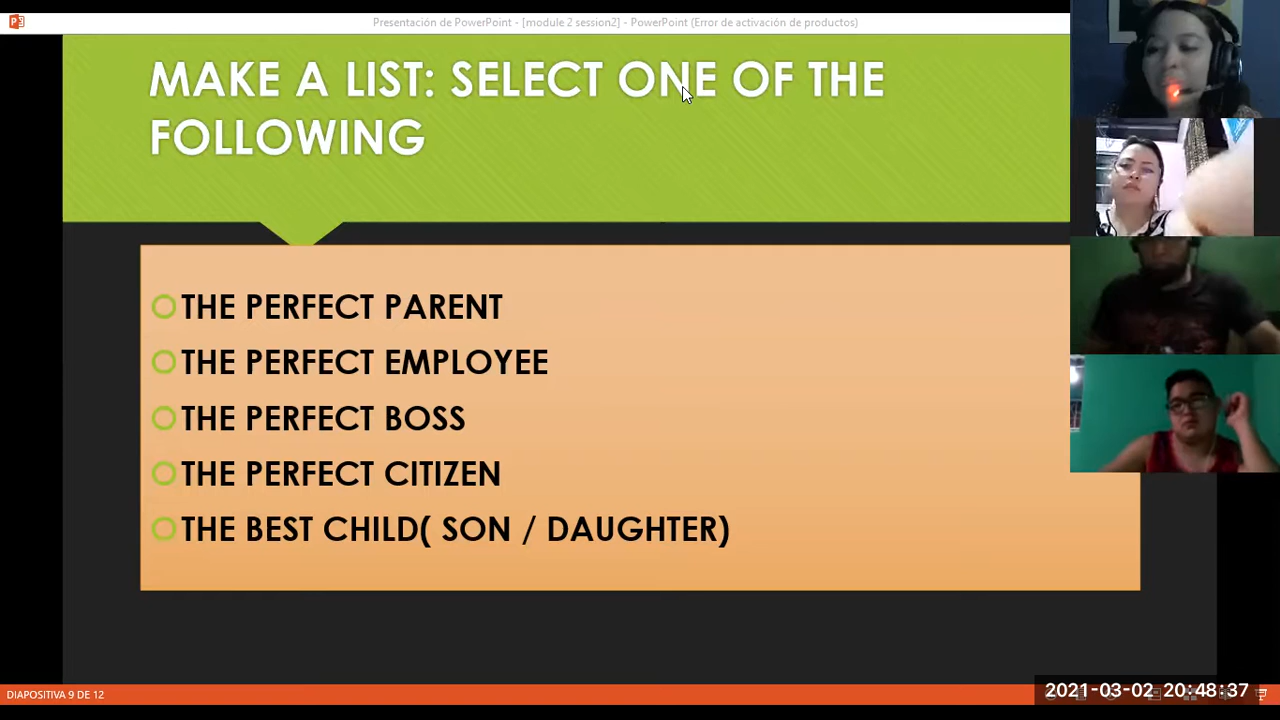 Presentación de PowerPoint - [module 2 session2] - PowerPoint (Error de activación de productos)
MAKE A LIST: SELECT ONE OF THE
FOLLOWING
THE PERFECT PARENT
THE PERFECT EMPLOYEE
THE PERFECT BOSS
THE PERFECT CITIZEN
THE BEST CHILD( SON / DAUGHTER)
DIAPOSITIVA 9 DE 12
2021-03-02 20:48:37